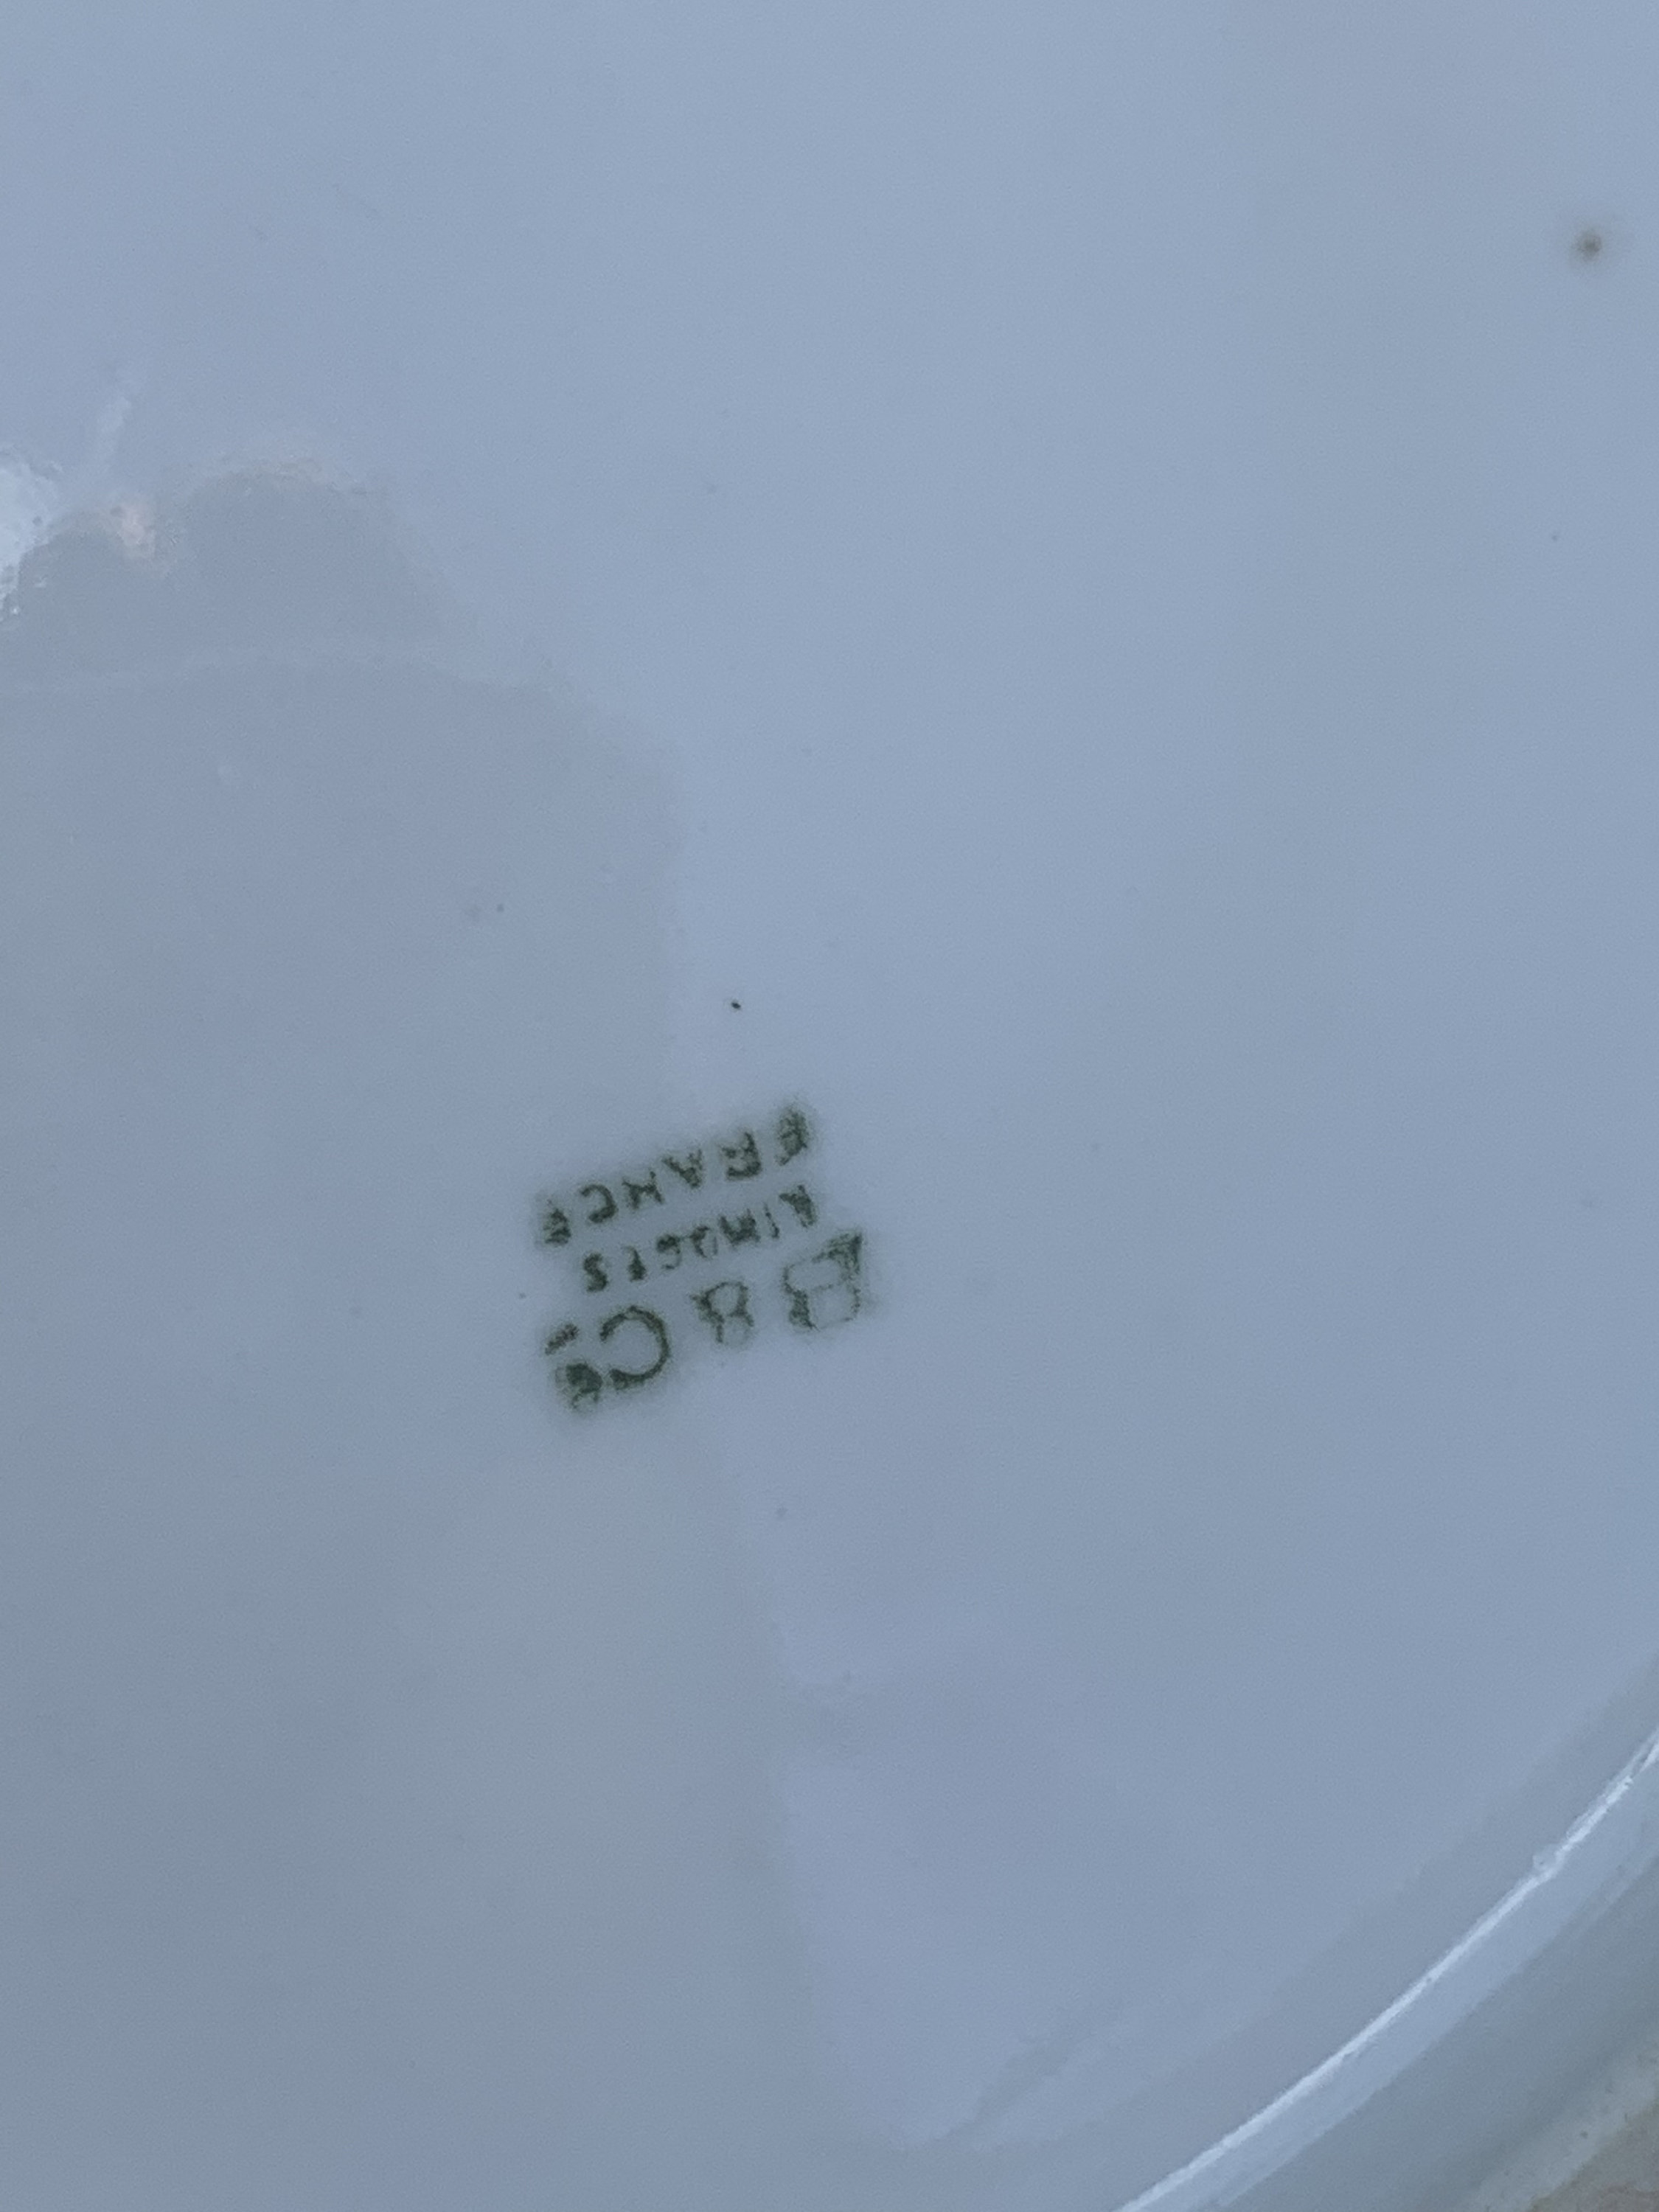 B & Co
LIMOGES
FRANCE